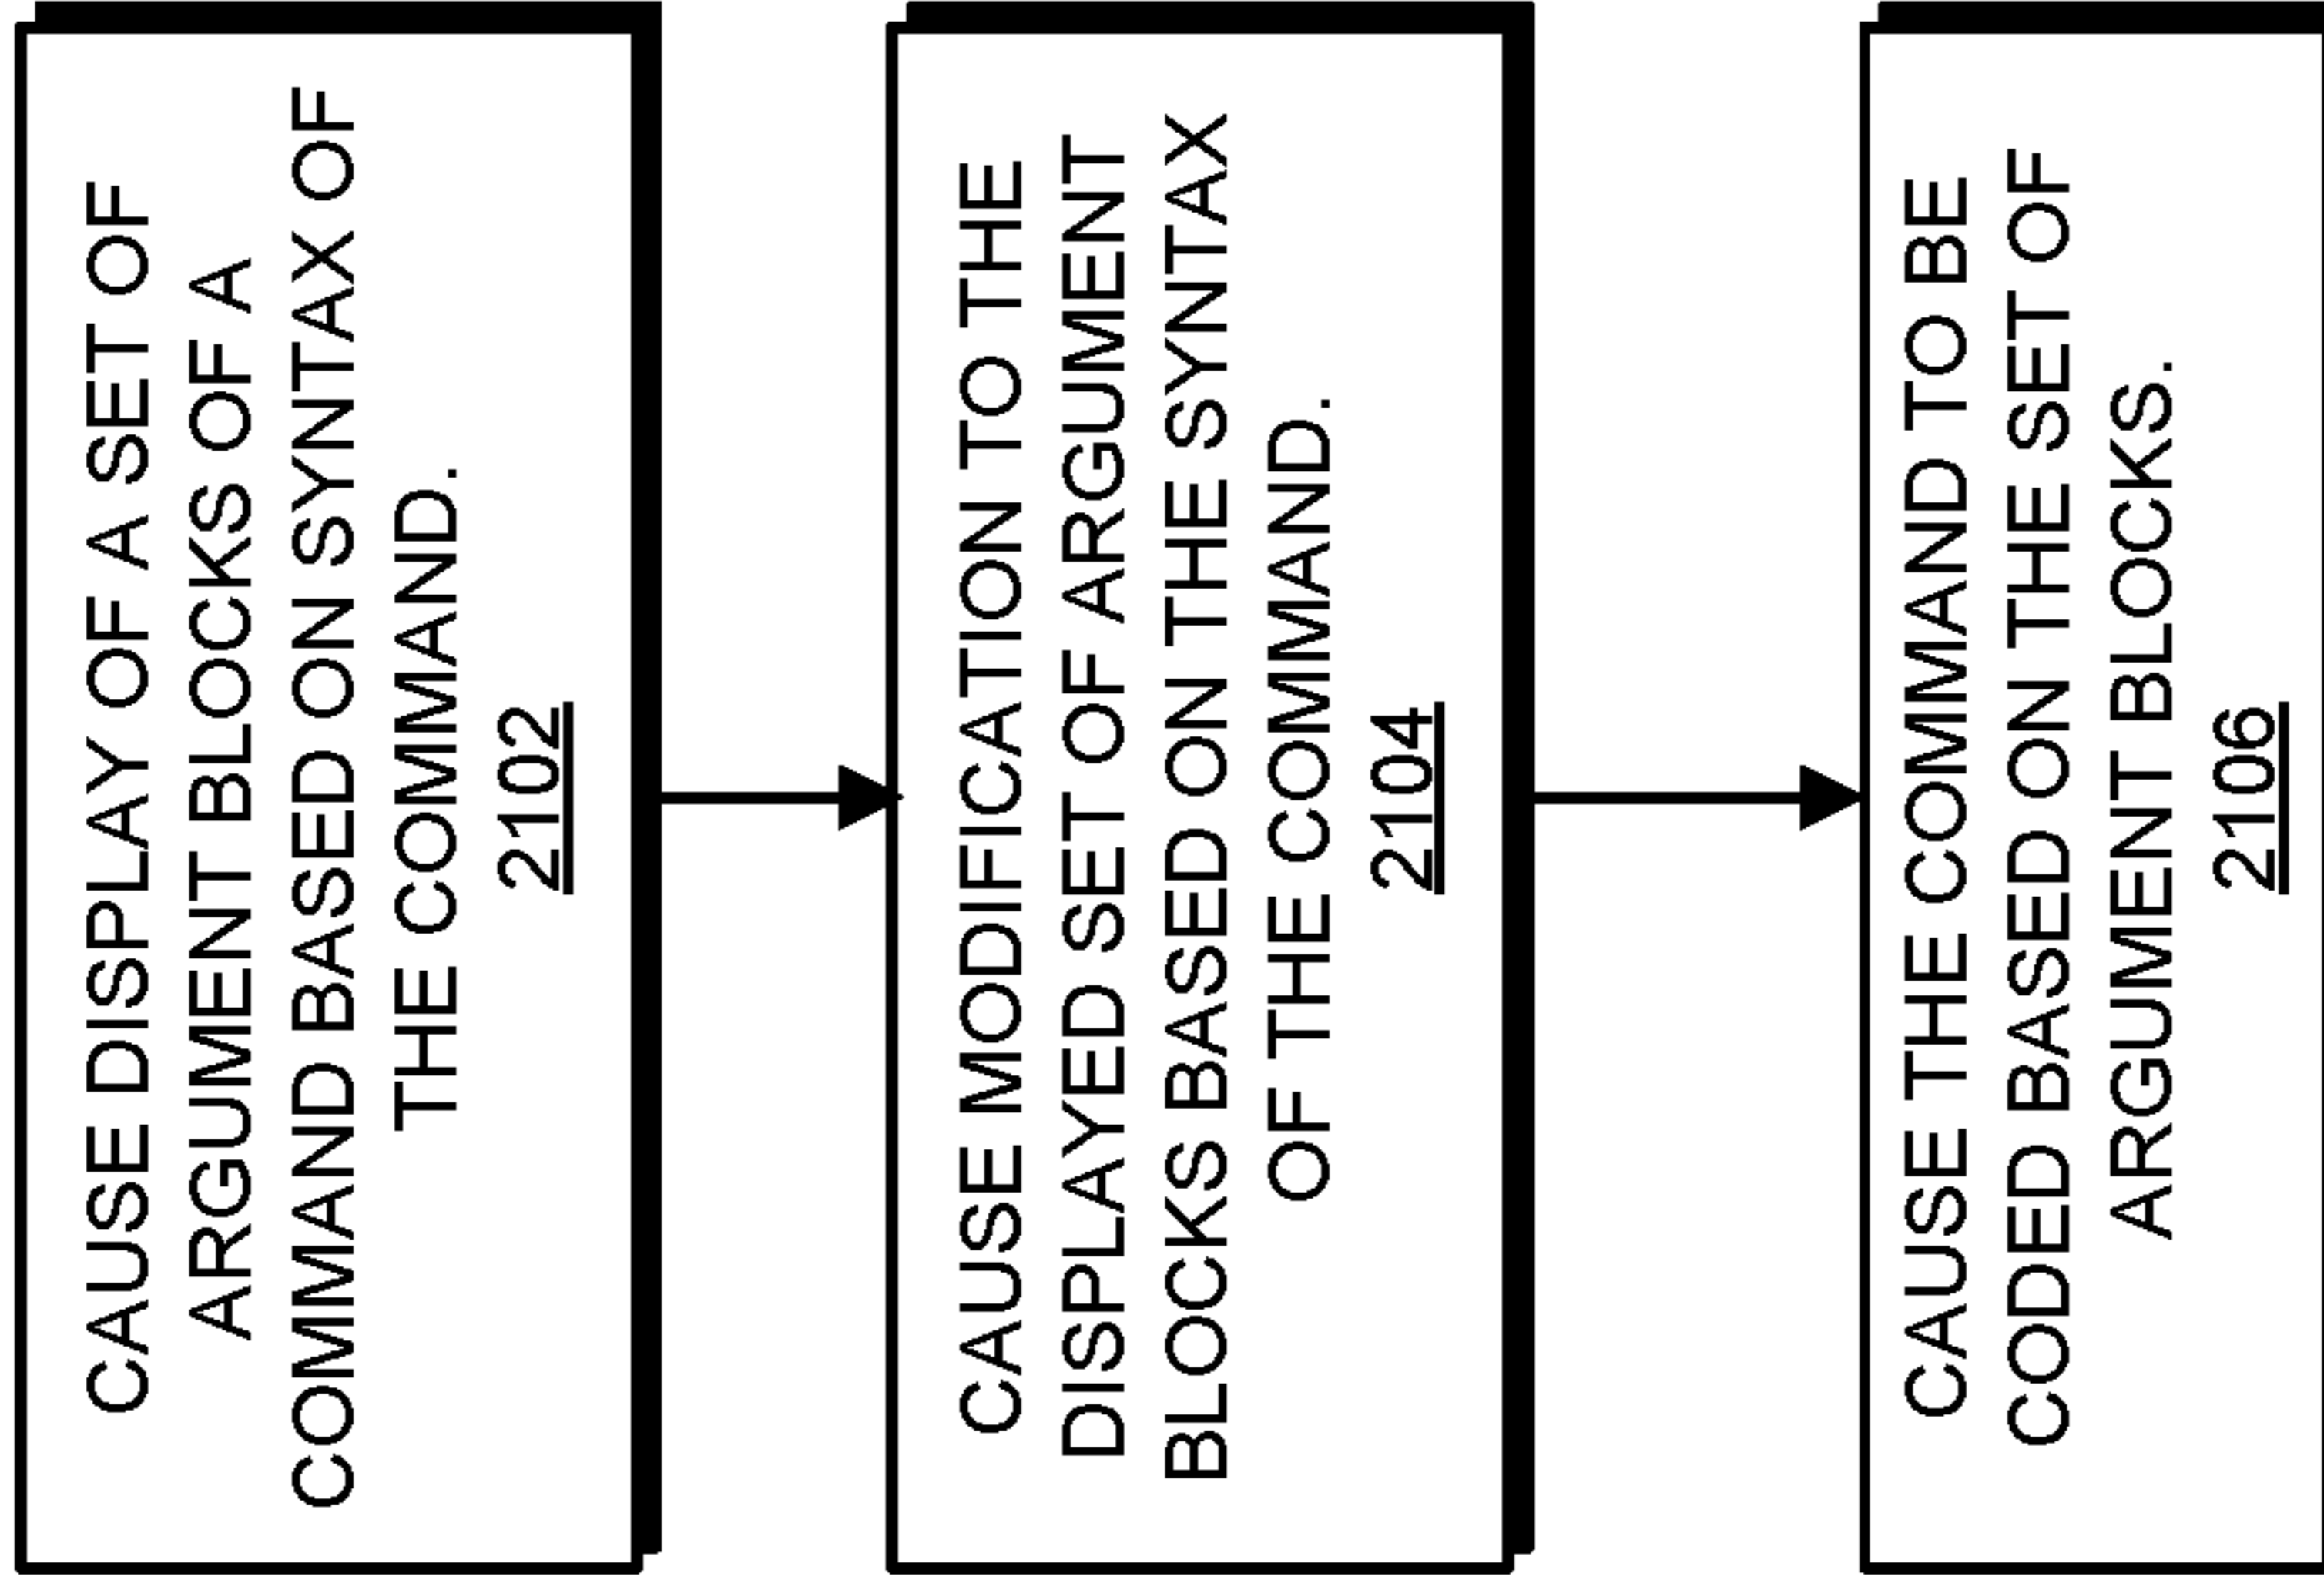 CAUSE DISPLAY OF A SET OF
ARGUMENT BLOCKS OF A
COMMAND BASED ON SYNTAX OF
THE COMMAND.
2102
CAUSE MODIFICATION TO THE
DISPLAYED SET OF ARGUMENT
BLOCKS BASED ON THE SYNTAX
OF THE COMMAND.
2104
CAUSE THE COMMAND TO BE
CODED BASED ON THE SET OF
ARGUMENT BLOCKS.
2106